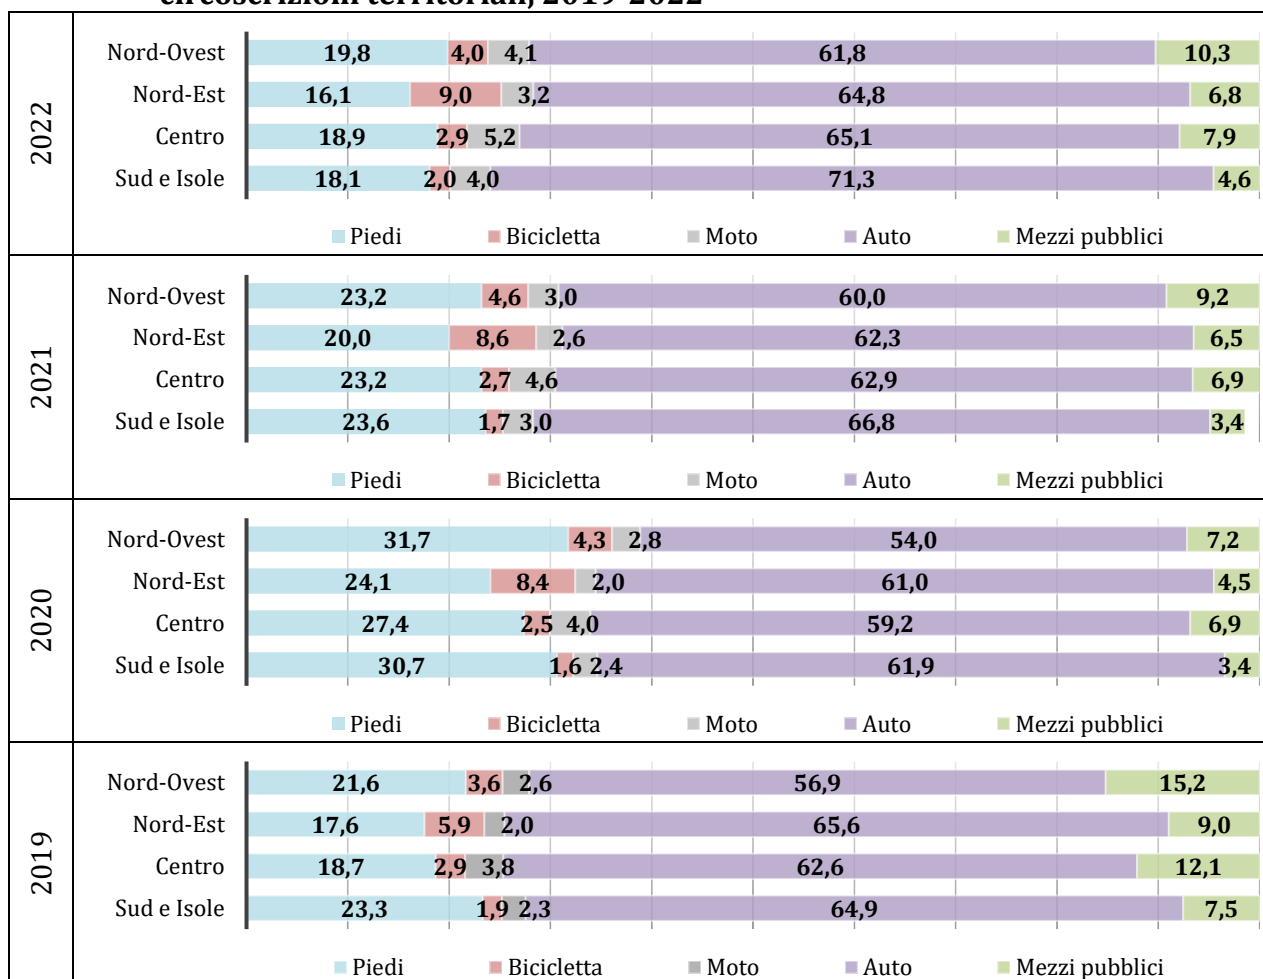 circoscrizioni territoriali, 2019-2022
2022
Nord-Ovest 19,8 4,0 4,1 61,8 10,3
Nord-Est 16,1 9,0 3,2 64,8 6,8
Centro 18,9 2,9 5,2 65,1 7,9
Sud e Isole 18,1 2,0 4,0 71,3 4,6
Piedi Bicicletta Moto Auto Mezzi pubblici
2021
Nord-Ovest 23,2 4,6 3,0 60,0 9,2
Nord-Est 20,0 8,6 2,6 62,3 6,5
Centro 23,2 2,7 4,6 62,9 6,9
Sud e Isole 23,6 1,7 3,0 66,8 3,4
Piedi Bicicletta Moto Auto Mezzi pubblici
2020
Nord-Ovest 31,7 4,3 2,8 54,0 7,2
Nord-Est 24,1 8,4 2,0 61,0 4,5
Centro 27,4 2,5 4,0 59,2 6,9
Sud e Isole 30,7 1,6 2,4 61,9 3,4
Piedi Bicicletta Moto Auto Mezzi pubblici
2019
Nord-Ovest 21,6 3,6 2,6 56,9 15,2
Nord-Est 17,6 5,9 2,0 65,6 9,0
Centro 18,7 2,9 3,8 62,6 12,1
Sud e Isole 23,3 1,9 2,3 64,9 7,5
Piedi Bicicletta Moto Auto Mezzi pubblici